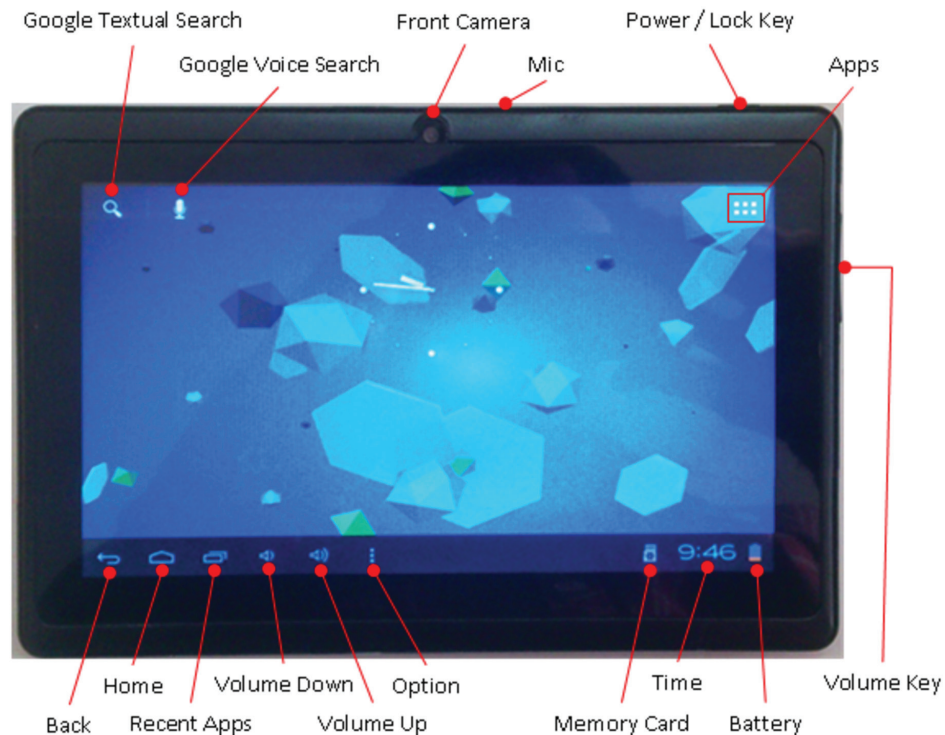 Google Textual Search
Front Camera
Power / Lock Key
Google Voice Search
Mic
Apps
9:46
Home
Volume Down
Option
Time
Volume Key
Back
Recent Apps
Volume Up
Memory Card
Battery